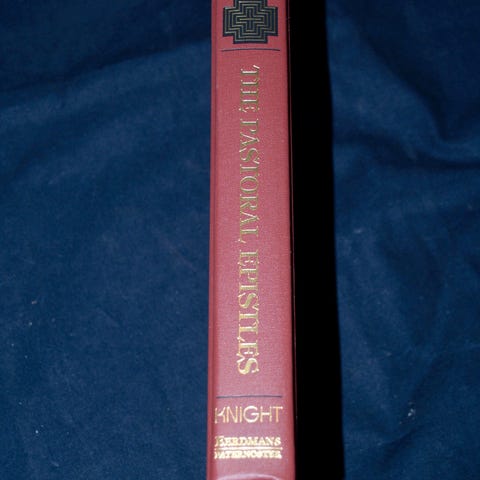 THE PASTORAL EPISTLES
KNIGHT
EERDMANS
PATERNOSTER